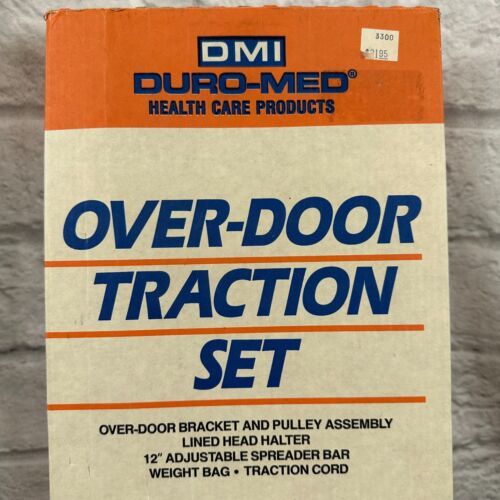 DMI
DURO-MED®
HEALTH CARE PRODUCTS
3300
OVER-DOOR
TRACTION
SET
OVER-DOOR BRACKET AND PULLEY ASSEMBLY
LINED HEAD HALTER
12" ADJUSTABLE SPREADER BAR
WEIGHT BAG • TRACTION CORD